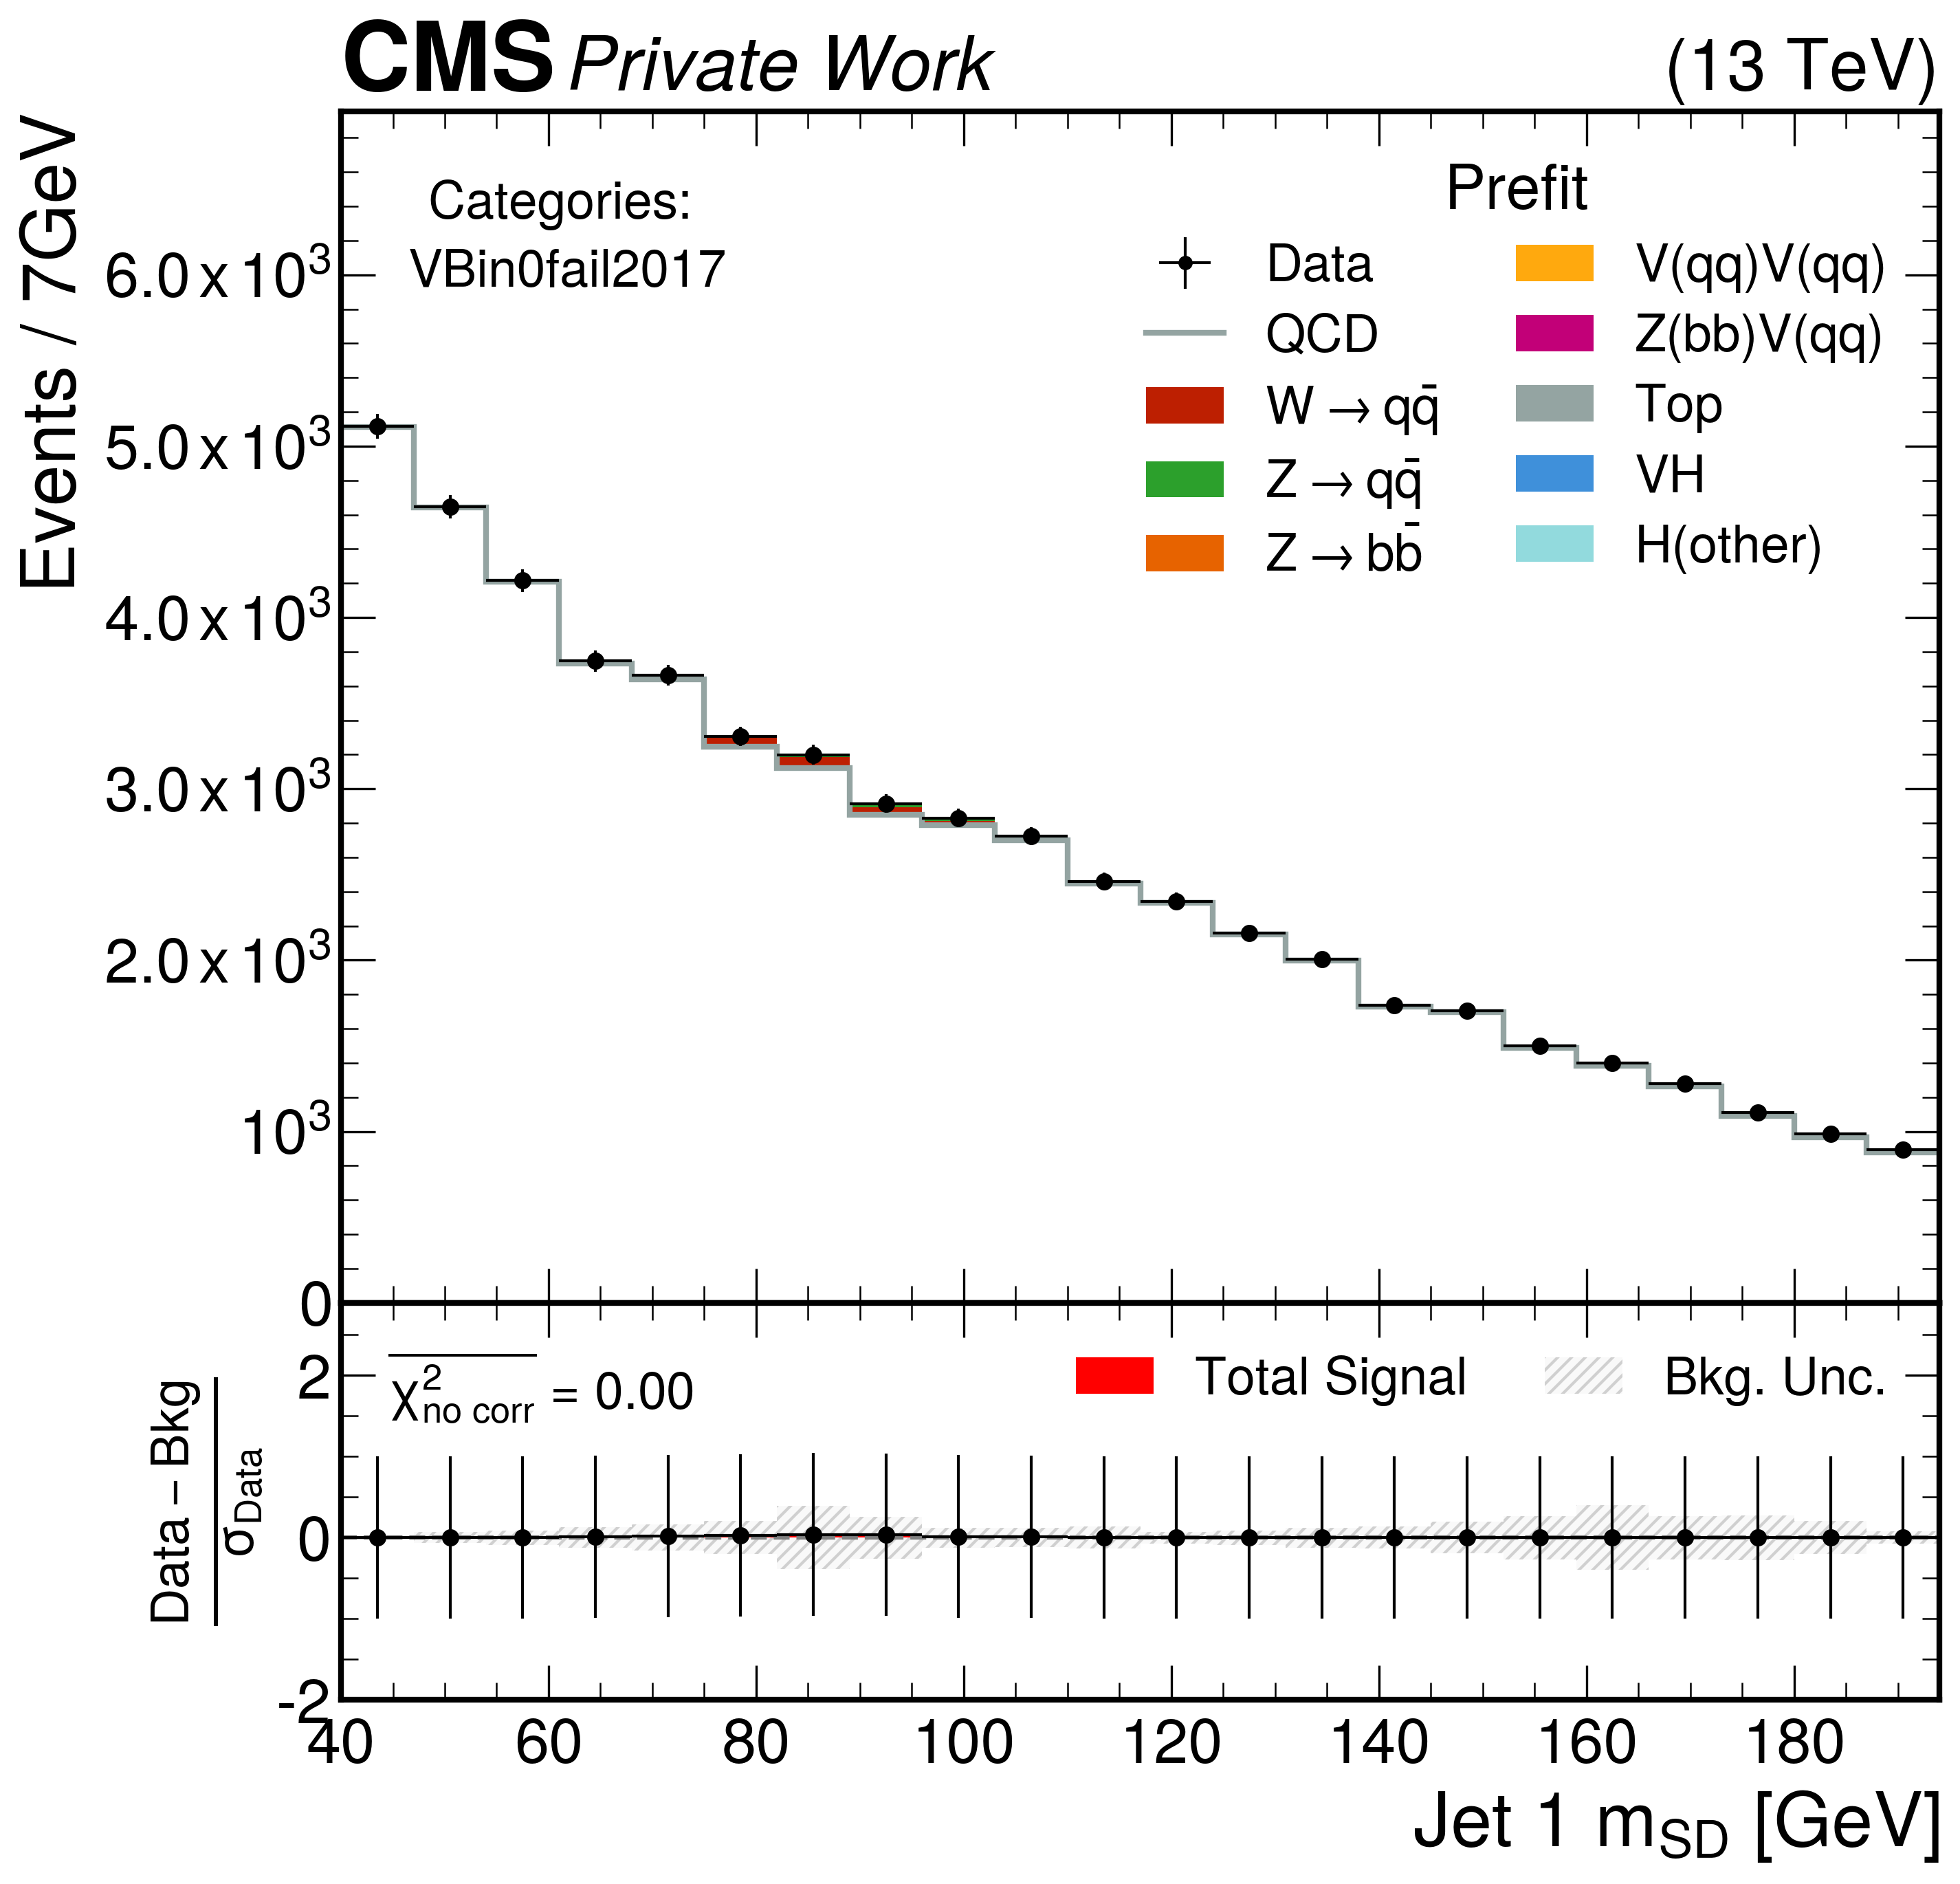 CMS Private Work (13 TeV)
Events / 7GeV
Categories:
VBin0fail2017
Prefit
Data
QCD
W → qq̄
Z → qq̄
Z → bb̄
V(qq)V(qq)
Z(bb)V(qq)
Top
VH
H(other)
6.0 x 10³
5.0 x 10³
4.0 x 10³
3.0 x 10³
2.0 x 10³
10³
0
Data − Bkg
σ_Data
χ²_no corr = 0.00
Total Signal
Bkg. Unc.
2
0
-2
40 60 80 100 120 140 160 180
Jet 1 m_SD [GeV]